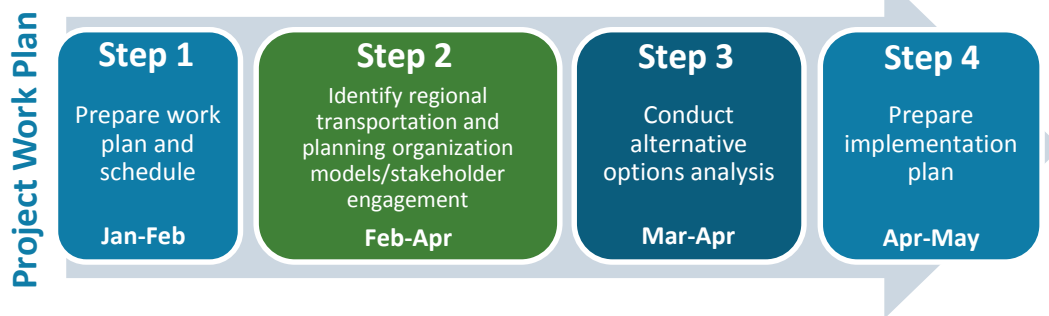 Project Work Plan
Step 1
Prepare work
plan and
schedule
Jan-Feb
Step 2
Identify regional
transportation and
planning organization
models/stakeholder
engagement
Feb-Apr
Step 3
Conduct
alternative
options analysis
Mar-Apr
Step 4
Prepare
implementation
plan
Apr-May